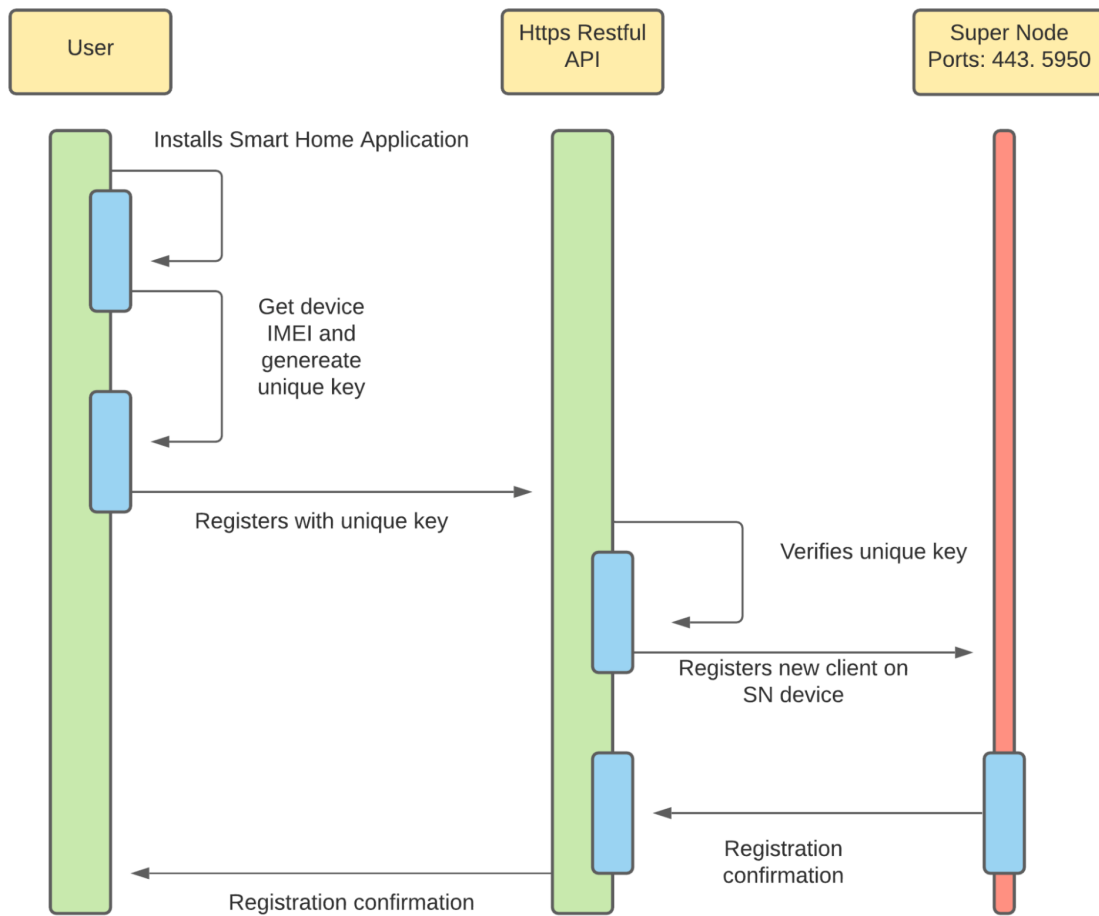 User
Https Restful
API
Super Node
Ports: 443. 5950
Installs Smart Home Application
Get device
IMEI and
genereate
unique key
Registers with unique key
Verifies unique key
Registers new client on
SN device
Registration
confirmation
Registration confirmation